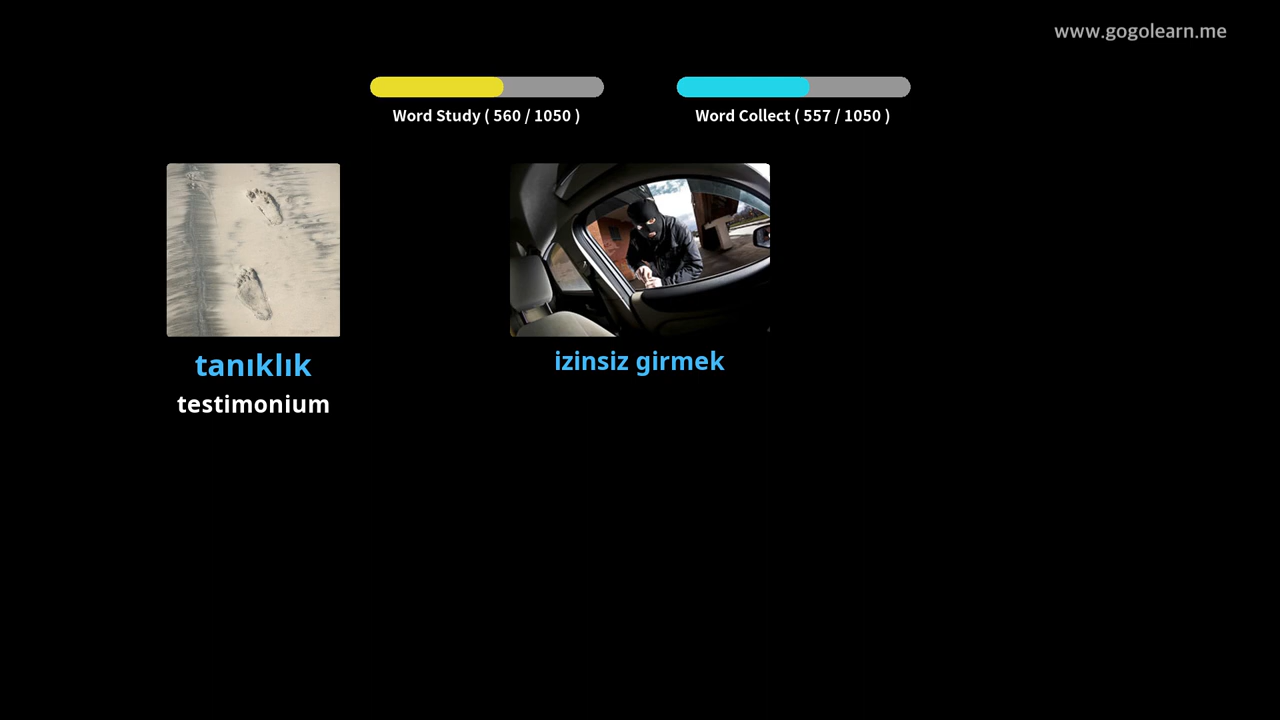 www.gogolearn.me
Word Study ( 560 / 1050 )
Word Collect ( 557 / 1050 )
tanıklık
testimonium
izinsiz girmek